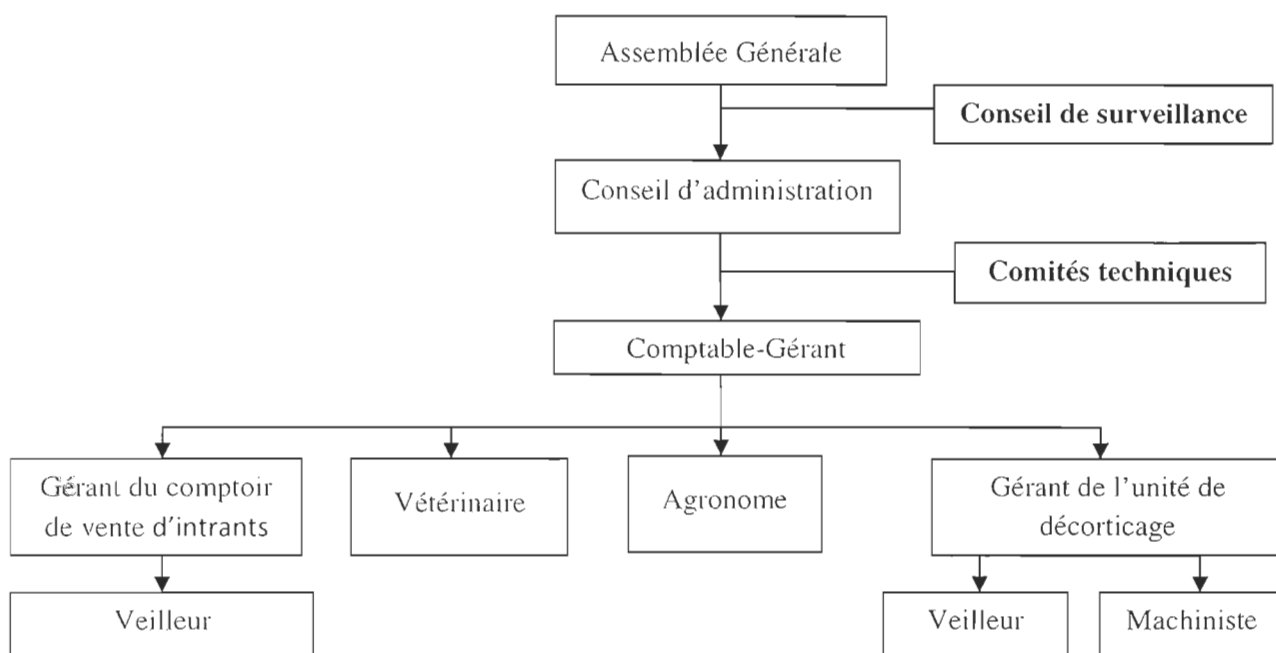 Assemblée Générale
Conseil de surveillance
Conseil d'administration
Comités techniques
Comptable-Gérant
Gérant du comptoir
de vente d'intrants
Vétérinaire
Agronome
Gérant de l'unité de
décorticage
Veilleur
Veilleur
Machiniste